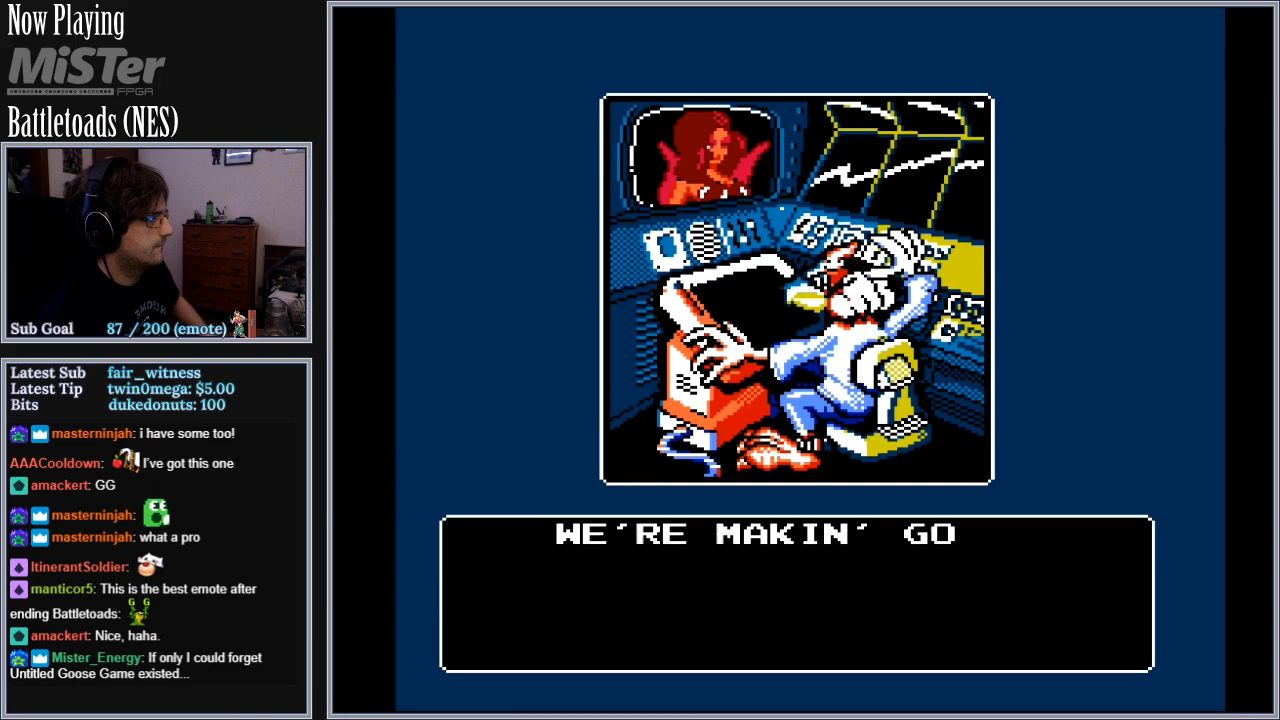 Now Playing
MiSTer
FPGA
Battletoads (NES)
Sub Goal 87 / 200 (emote)
Latest Sub fair_witness
Latest Tip twin0mega: $5.00
Bits dukedonuts: 100
masterninjah: i have some too!
AAACooldown: I've got this one
amackert: GG
masterninjah:
masterninjah: what a pro
ItinerantSoldier:
manticor5: This is the best emote after
ending Battletoads: G G
amackert: Nice, haha.
Mister_Energy: If only I could forget
Untitled Goose Game existed...
WE'RE MAKIN' GO